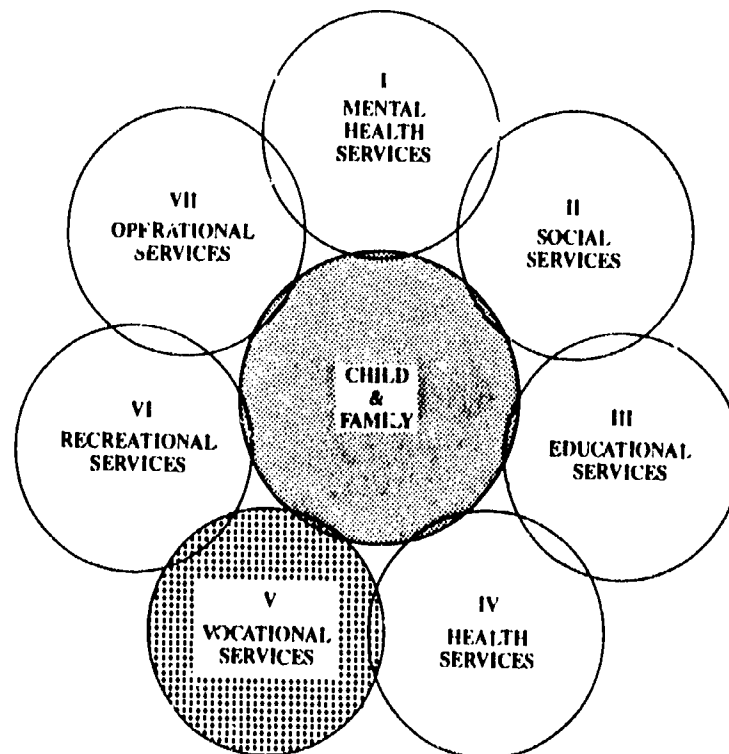 I
MENTAL
HEALTH
SERVICES
II
SOCIAL
SERVICES
III
EDUCATIONAL
SERVICES
IV
HEALTH
SERVICES
V
VOCATIONAL
SERVICES
VI
RECREATIONAL
SERVICES
VII
OPERATIONAL
SERVICES
CHILD
&
FAMILY